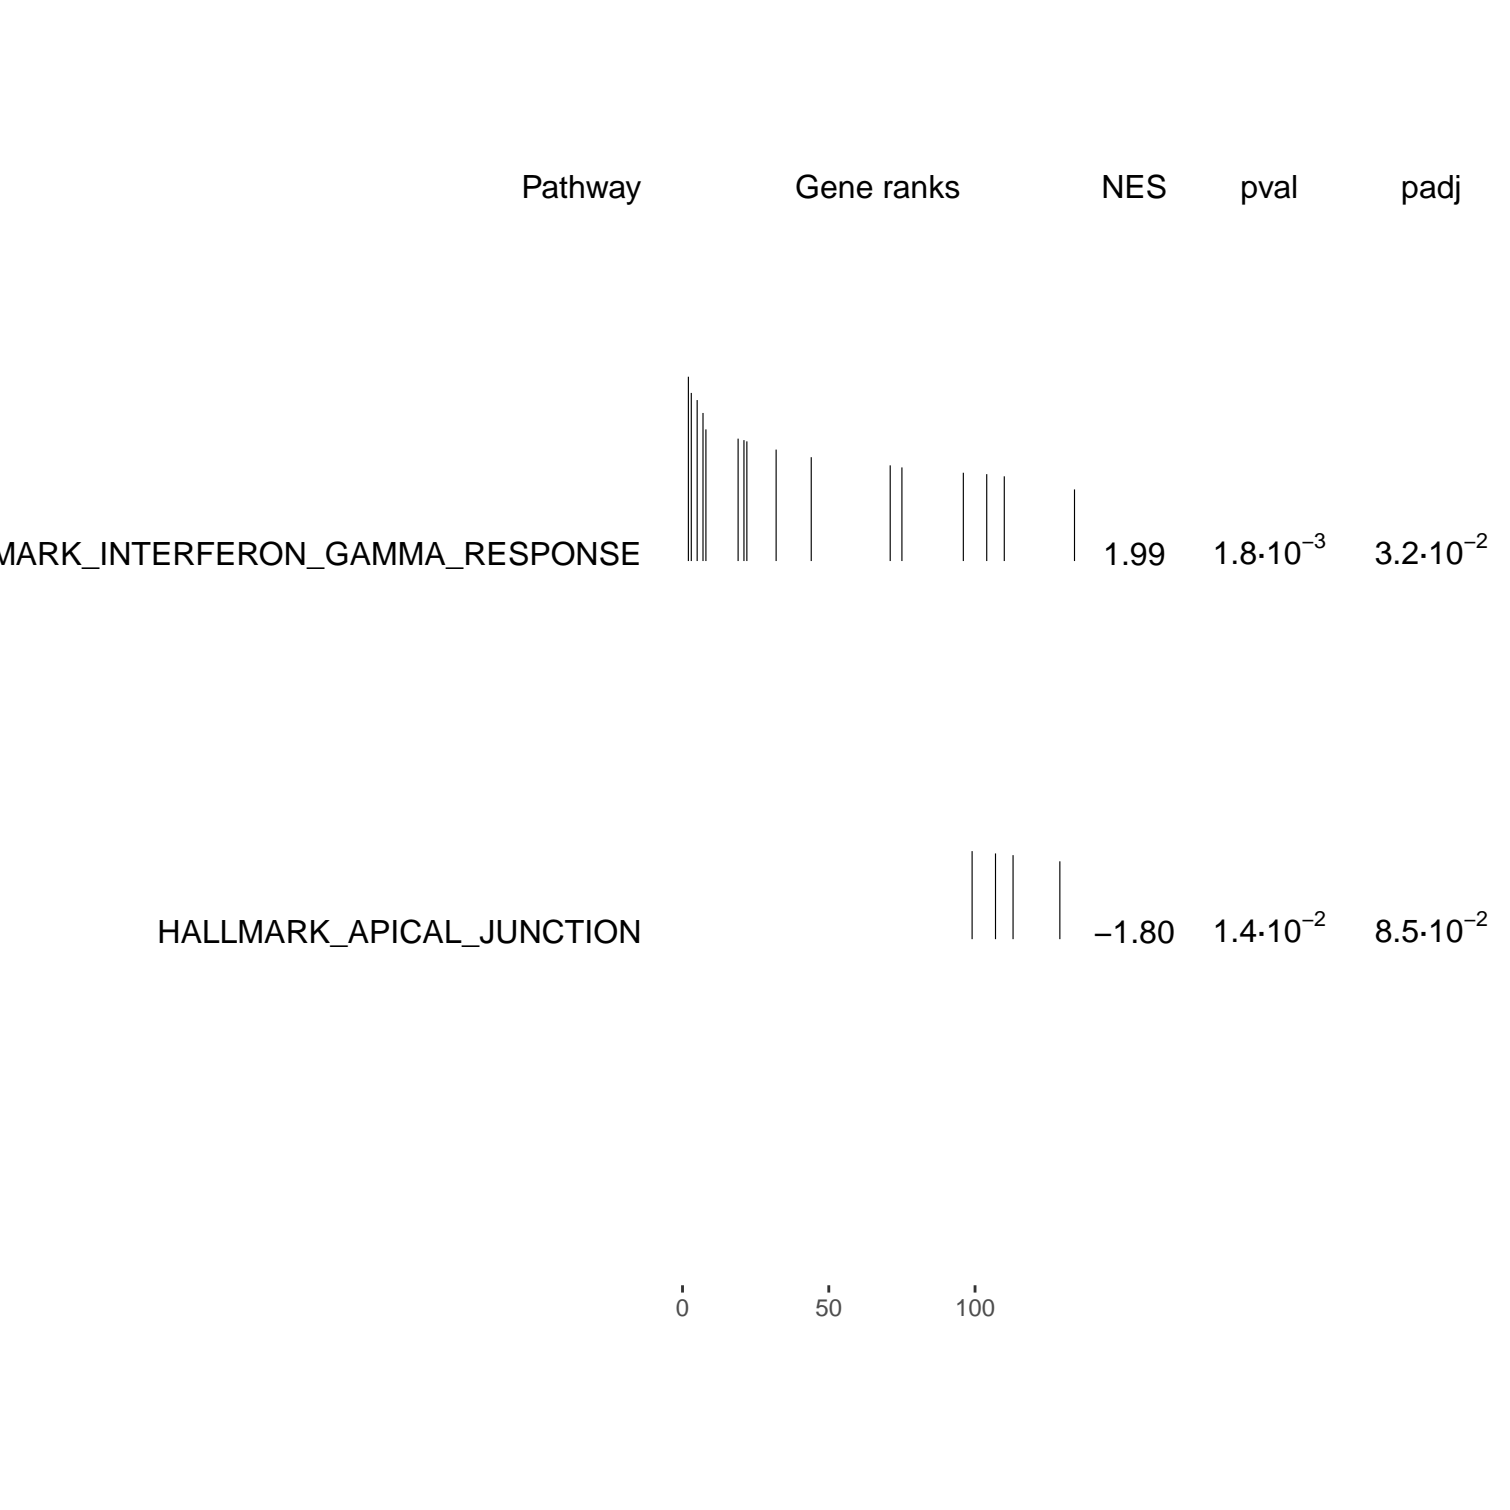 Pathway Gene ranks NES pval padj
MARK_INTERFERON_GAMMA_RESPONSE 1.99 1.8·10⁻³ 3.2·10⁻²
HALLMARK_APICAL_JUNCTION −1.80 1.4·10⁻² 8.5·10⁻²
0 50 100